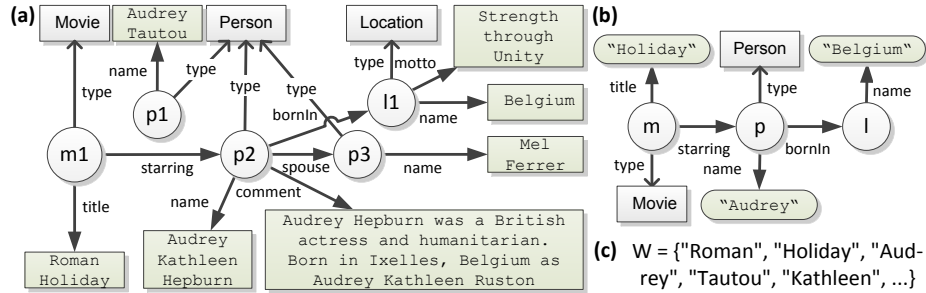 (a)
Movie
Audrey
Tautou
Person
Location
Strength
through
Unity
name
type
type
type
type
bornIn
type
motto
p1
l1
name
Belgium
m1
starring
p2
spouse
p3
name
Mel
Ferrer
title
name
comment
Roman
Holiday
Audrey
Kathleen
Hepburn
Audrey Hepburn was a British
actress and humanitarian.
Born in Ixelles, Belgium as
Audrey Kathleen Ruston
(b)
"Holiday"
Person
"Belgium"
title
type
name
m
starring
p
bornIn
l
type
name
Movie
"Audrey"
(c) W = {"Roman", "Holiday", "Aud-
rey", "Tautou", "Kathleen", ...}